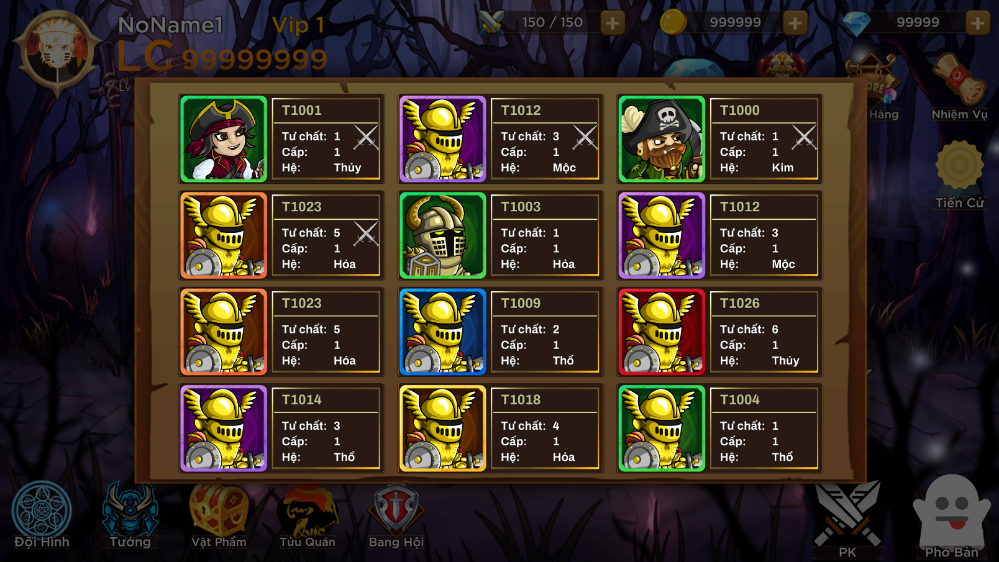 NoName1 Vip 1
150 / 150
999999
99999
LC 99999999
Lv
Hàng
Nhiệm Vụ
Tiến Cử
T1001
Tư chất: 1
Cấp: 1
Hệ: Thủy
T1012
Tư chất: 3
Cấp: 1
Hệ: Mộc
T1000
Tư chất: 1
Cấp: 1
Hệ: Kim
T1023
Tư chất: 5
Cấp: 1
Hệ: Hỏa
T1003
Tư chất: 1
Cấp: 1
Hệ: Hỏa
T1012
Tư chất: 3
Cấp: 1
Hệ: Mộc
T1023
Tư chất: 5
Cấp: 1
Hệ: Hỏa
T1009
Tư chất: 2
Cấp: 1
Hệ: Thổ
T1026
Tư chất: 6
Cấp: 1
Hệ: Thủy
T1014
Tư chất: 3
Cấp: 1
Hệ: Thổ
T1018
Tư chất: 4
Cấp: 1
Hệ: Hỏa
T1004
Tư chất: 1
Cấp: 1
Hệ: Thổ
Đội Hình
Tướng
Vật Phẩm
Tam Quốc
Tửu Quán
Bang Hội
PK
Phó Bản